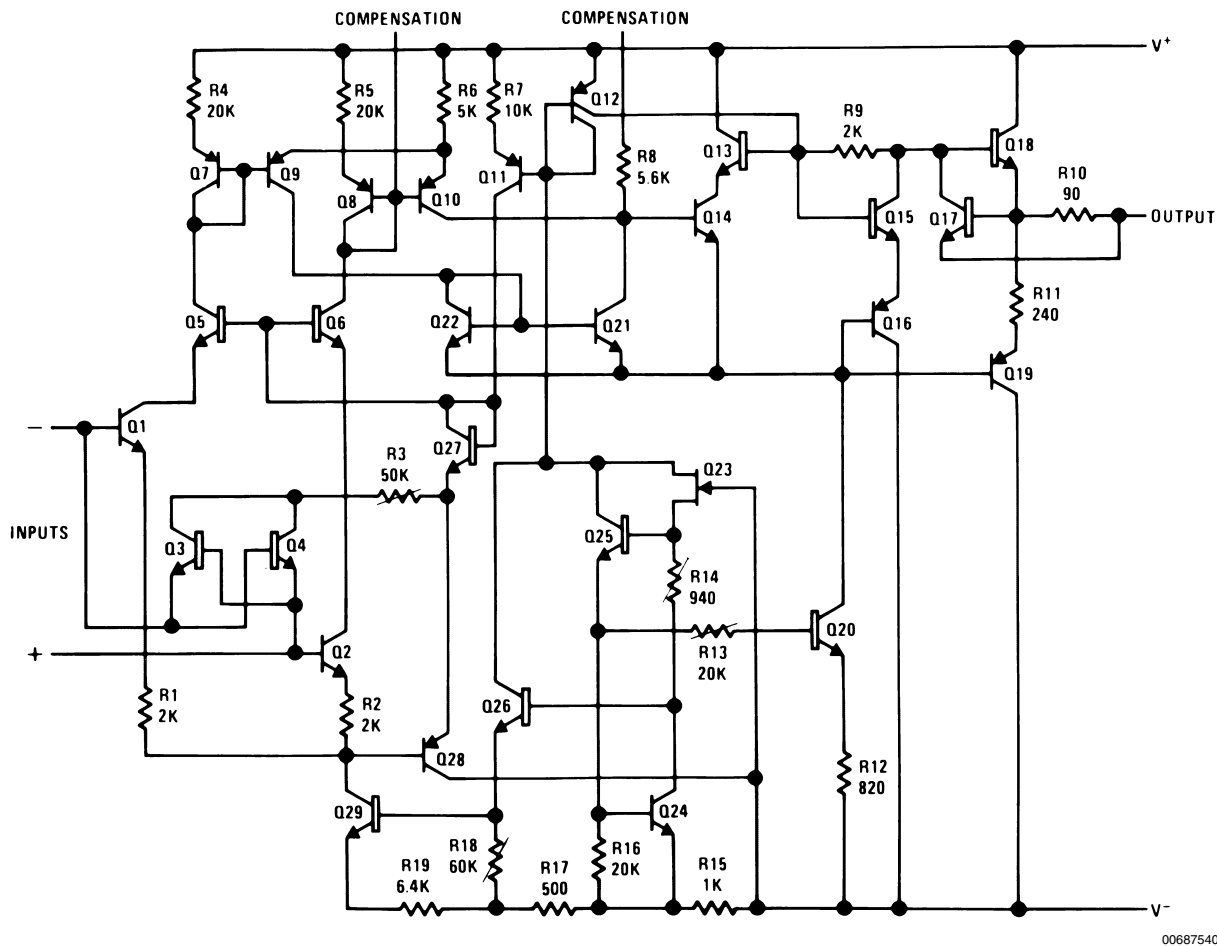 COMPENSATION
COMPENSATION
V+
R4
20K
R5
20K
R6
5K
R7
10K
Q12
R8
5.6K
Q13
R9
2K
Q18
R10
90
OUTPUT
Q7
Q9
Q8
Q10
Q11
Q14
Q15
Q17
R11
240
Q5
Q6
Q22
Q21
Q16
Q19
−
Q1
Q27
R3
50K
Q23
INPUTS
Q3
Q4
Q25
R14
940
+
Q2
R13
20K
Q20
R1
2K
R2
2K
Q26
Q28
R12
820
Q29
Q24
R18
60K
R16
20K
R19
6.4K
R17
500
R15
1K
V−
00687540